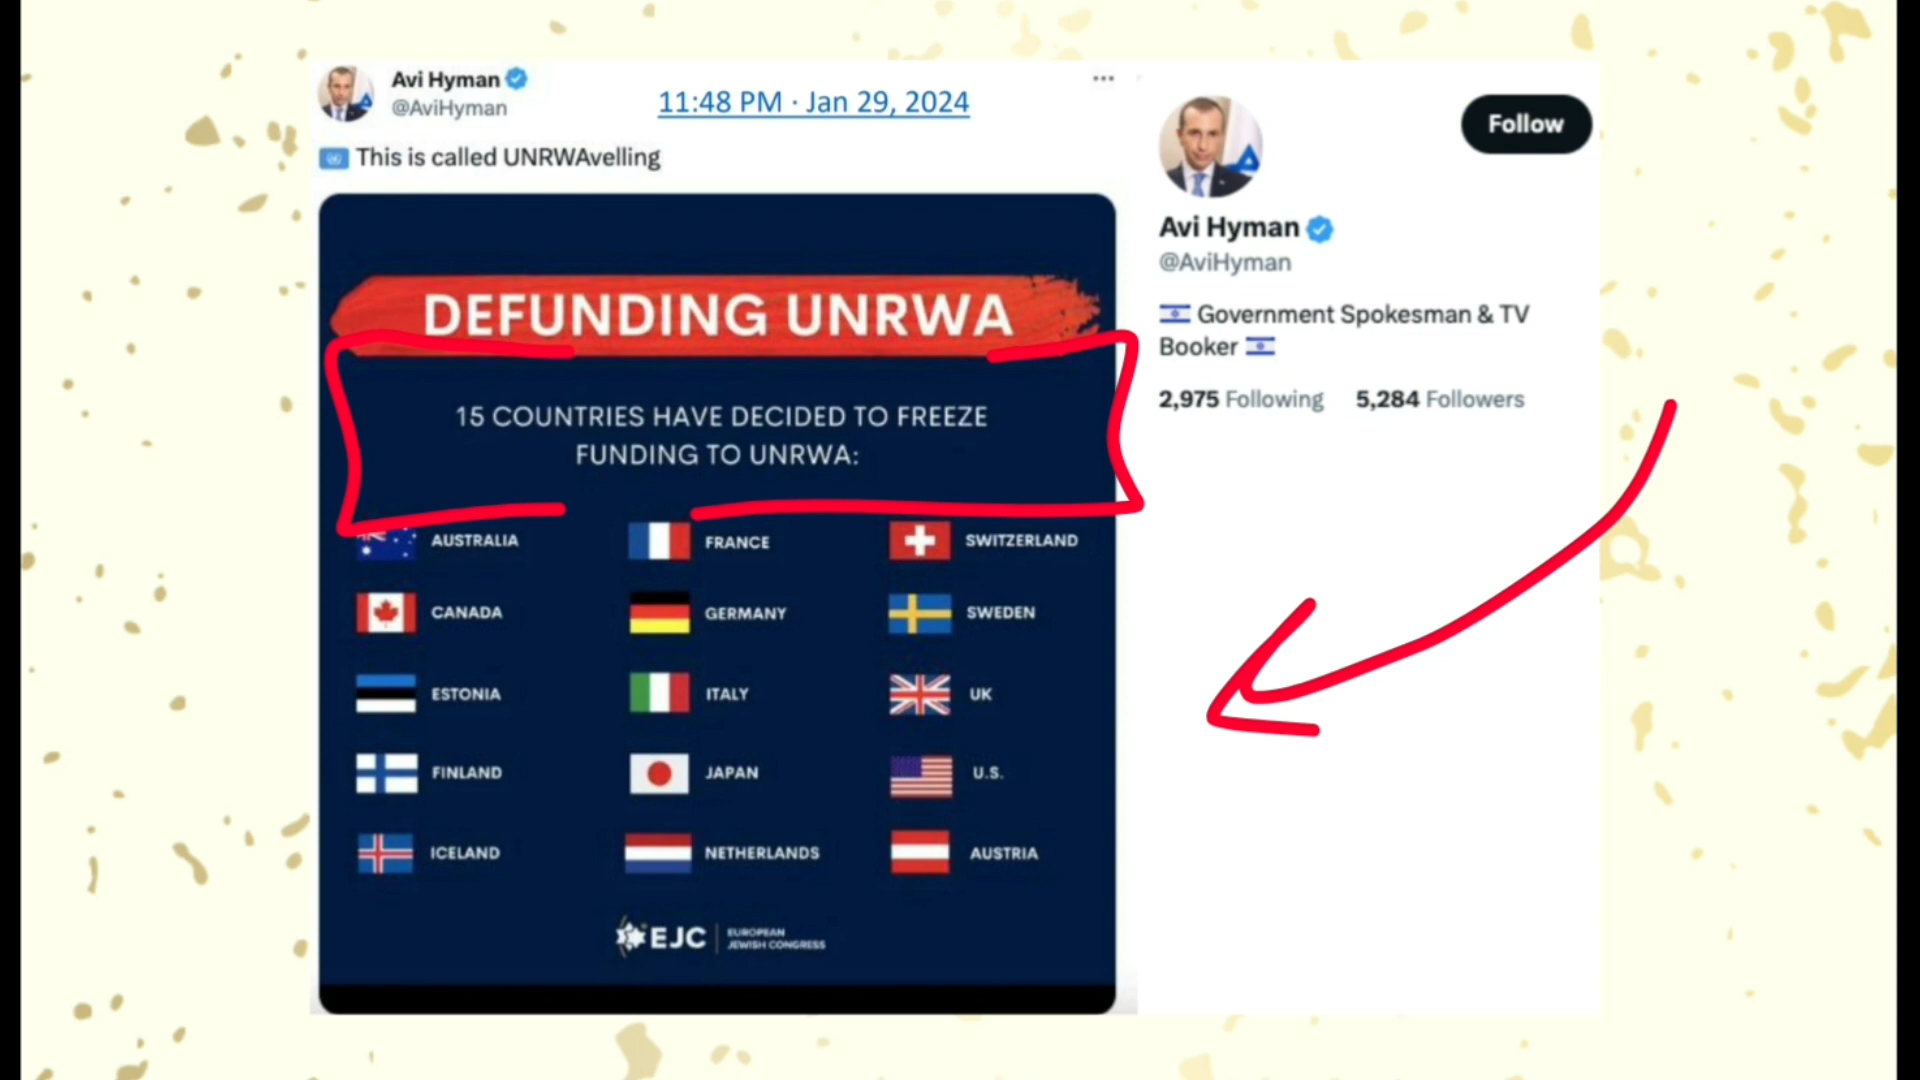 Avi Hyman
@AviHyman
11:48 PM · Jan 29, 2024
This is called UNRWAvelling
DEFUNDING UNRWA
15 COUNTRIES HAVE DECIDED TO FREEZE
FUNDING TO UNRWA:
AUSTRALIA
FRANCE
SWITZERLAND
CANADA
GERMANY
SWEDEN
ESTONIA
ITALY
UK
FINLAND
JAPAN
U.S.
ICELAND
NETHERLANDS
AUSTRIA
EJC
EUROPEAN
JEWISH CONGRESS
Follow
Avi Hyman
@AviHyman
Government Spokesman & TV
Booker
2,975 Following 5,284 Followers